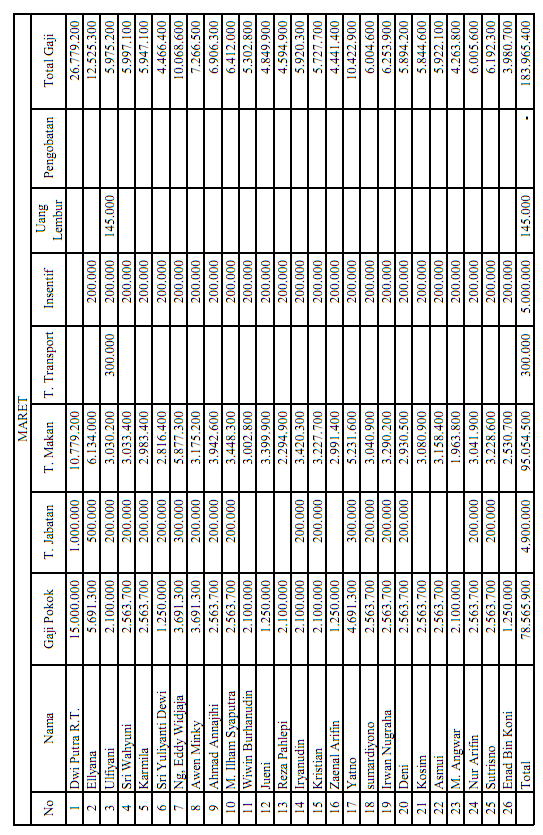 MARET
No Nama Gaji Pokok T. Jabatan T. Makan T. Transport Insentif Uang Lembur Pengobatan Total Gaji
1 Dwi Putra R.T. 15.000.000 1.000.000 10.779.200 26.779.200
2 Ellyana 5.691.300 500.000 6.134.000 200.000 12.525.300
3 Ulfiyani 2.100.000 200.000 3.030.200 300.000 200.000 145.000 5.975.200
4 Sri Wahyuni 2.563.700 200.000 3.033.400 200.000 5.997.100
5 Karmila 2.563.700 200.000 2.983.400 200.000 5.947.100
6 Sri Yuliyanti Dewi 1.250.000 200.000 2.816.400 200.000 4.466.400
7 Ng. Eddy Widjaja 3.691.300 300.000 5.877.300 200.000 10.068.600
8 Awen Minky 3.691.300 200.000 3.175.200 200.000 7.266.500
9 Ahmad Annajihi 2.563.700 200.000 3.942.600 200.000 6.906.300
10 M. Ilham Syaputra 2.563.700 200.000 3.448.300 200.000 6.412.000
11 Wiwin Burhanudin 2.100.000 3.002.800 200.000 5.302.800
12 Jueni 1.250.000 3.399.900 200.000 4.849.900
13 Reza Pahlepi 2.100.000 2.294.900 200.000 4.594.900
14 Iryanudin 2.100.000 200.000 3.420.300 200.000 5.920.300
15 Kristian 2.100.000 200.000 3.227.700 200.000 5.727.700
16 Zaenal Arifin 1.250.000 2.991.400 200.000 4.441.400
17 Yatno 4.691.300 300.000 5.231.600 200.000 10.422.900
18 sumardiyono 2.563.700 200.000 3.040.900 200.000 6.004.600
19 Irwan Nugraha 2.563.700 200.000 3.290.200 200.000 6.253.900
20 Deni 2.563.700 200.000 2.930.500 200.000 5.894.200
21 Kosim 2.563.700 3.080.900 200.000 5.844.600
22 Asmui 2.563.700 3.158.400 200.000 5.922.100
23 M. Angwar 2.100.000 1.963.800 200.000 4.263.800
24 Nur Arifin 2.563.700 200.000 3.041.900 200.000 6.005.600
25 Sutrisno 2.563.700 200.000 3.228.600 200.000 6.192.300
26 Enad Bin Koni 1.250.000 2.530.700 200.000 3.980.700
Total 78.565.900 4.900.000 95.054.500 300.000 5.000.000 145.000 - 183.965.400